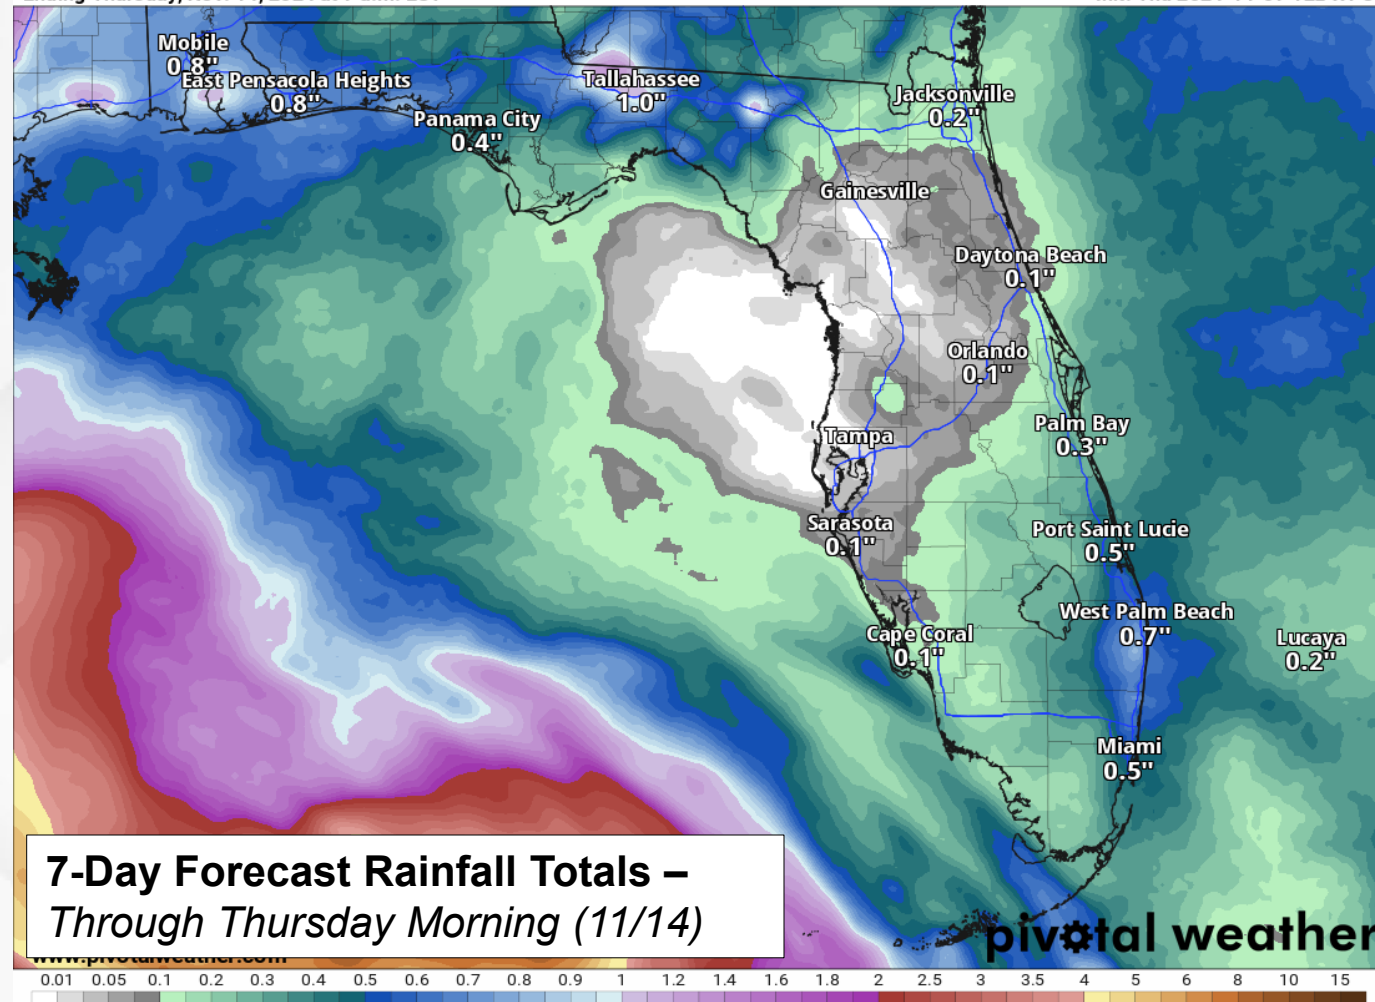 Mobile
0.8"
East Pensacola Heights
0.8"
Tallahassee
1.0"
Panama City
0.4"
Jacksonville
0.2"
Gainesville
Daytona Beach
0.1"
Orlando
0.1"
Tampa
Palm Bay
0.3"
Sarasota
0.1"
Port Saint Lucie
0.5"
West Palm Beach
0.7"
Cape Coral
0.1"
Lucaya
0.2"
Miami
0.5"
7-Day Forecast Rainfall Totals –
Through Thursday Morning (11/14)
pivotal weather
www.pivotalweather.com
0.01 0.05 0.1 0.2 0.3 0.4 0.5 0.6 0.7 0.8 0.9 1 1.2 1.4 1.6 1.8 2 2.5 3 3.5 4 5 6 8 10 15